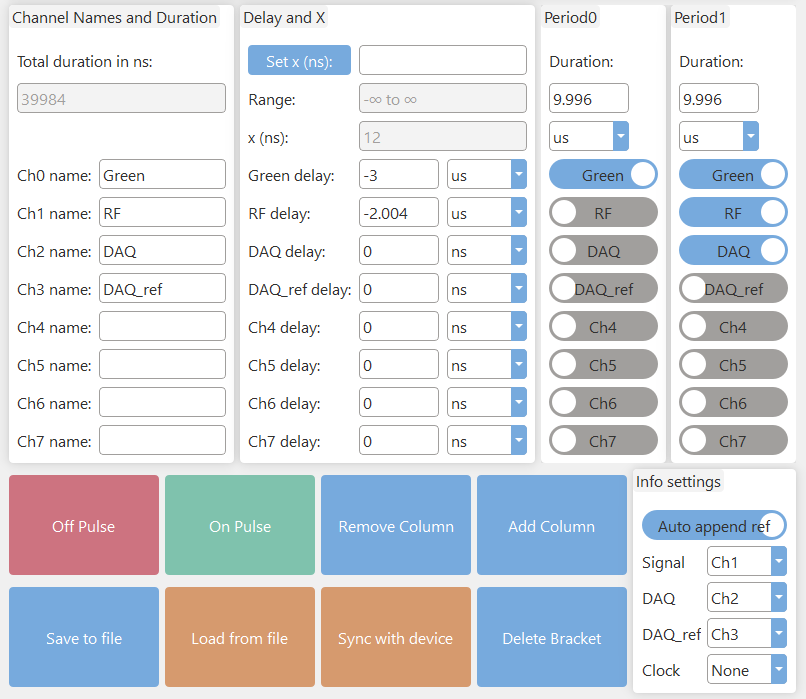 Channel Names and Duration
Total duration in ns:
39984
Ch0 name: Green
Ch1 name: RF
Ch2 name: DAQ
Ch3 name: DAQ_ref
Ch4 name:
Ch5 name:
Ch6 name:
Ch7 name:
Delay and X
Set x (ns):
Range: -∞ to ∞
x (ns): 12
Green delay: -3 us
RF delay: -2.004 us
DAQ delay: 0 ns
DAQ_ref delay: 0 ns
Ch4 delay: 0 ns
Ch5 delay: 0 ns
Ch6 delay: 0 ns
Ch7 delay: 0 ns
Period0
Duration:
9.996
us
Green
RF
DAQ
DAQ_ref
Ch4
Ch5
Ch6
Ch7
Period1
Duration:
9.996
us
Green
RF
DAQ
DAQ_ref
Ch4
Ch5
Ch6
Ch7
Off Pulse
On Pulse
Remove Column
Add Column
Save to file
Load from file
Sync with device
Delete Bracket
Info settings
Auto append ref
Signal Ch1
DAQ Ch2
DAQ_ref Ch3
Clock None